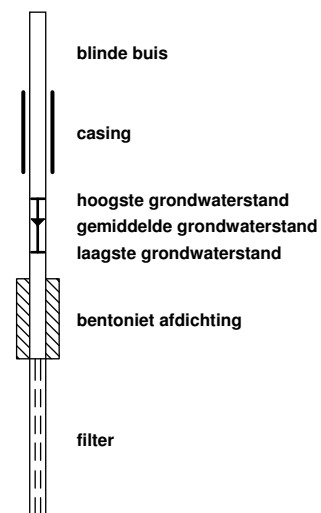 blinde buis
casing
hoogste grondwaterstand
gemiddelde grondwaterstand
laagste grondwaterstand
bentoniet afdichting
filter